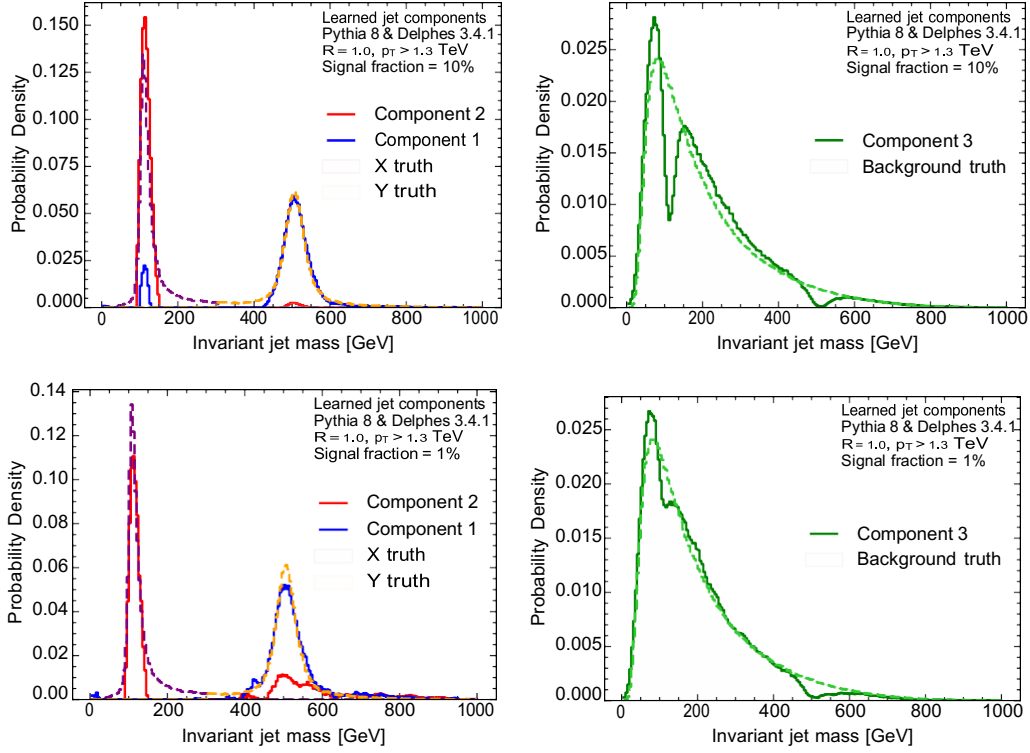 Learned jet components
Pythia 8 & Delphes 3.4.1
R = 1.0, pT > 1.3 TeV
Signal fraction = 10%
Component 2
Component 1
X truth
Y truth
Probability Density
0.150
0.125
0.100
0.075
0.050
0.025
0.000
0 200 400 600 800 1000
Invariant jet mass [GeV]
Learned jet components
Pythia 8 & Delphes 3.4.1
R = 1.0, pT > 1.3 TeV
Signal fraction = 10%
Component 3
Background truth
Probability Density
0.025
0.020
0.015
0.010
0.005
0.000
0 200 400 600 800 1000
Invariant jet mass [GeV]
Learned jet components
Pythia 8 & Delphes 3.4.1
R = 1.0, pT > 1.3 TeV
Signal fraction = 1%
Component 2
Component 1
X truth
Y truth
Probability Density
0.14
0.12
0.10
0.08
0.06
0.04
0.02
0.00
0 200 400 600 800 1000
Invariant jet mass [GeV]
Learned jet components
Pythia 8 & Delphes 3.4.1
R = 1.0, pT > 1.3 TeV
Signal fraction = 1%
Component 3
Background truth
Probability Density
0.025
0.020
0.015
0.010
0.005
0.000
0 200 400 600 800 1000
Invariant jet mass [GeV]